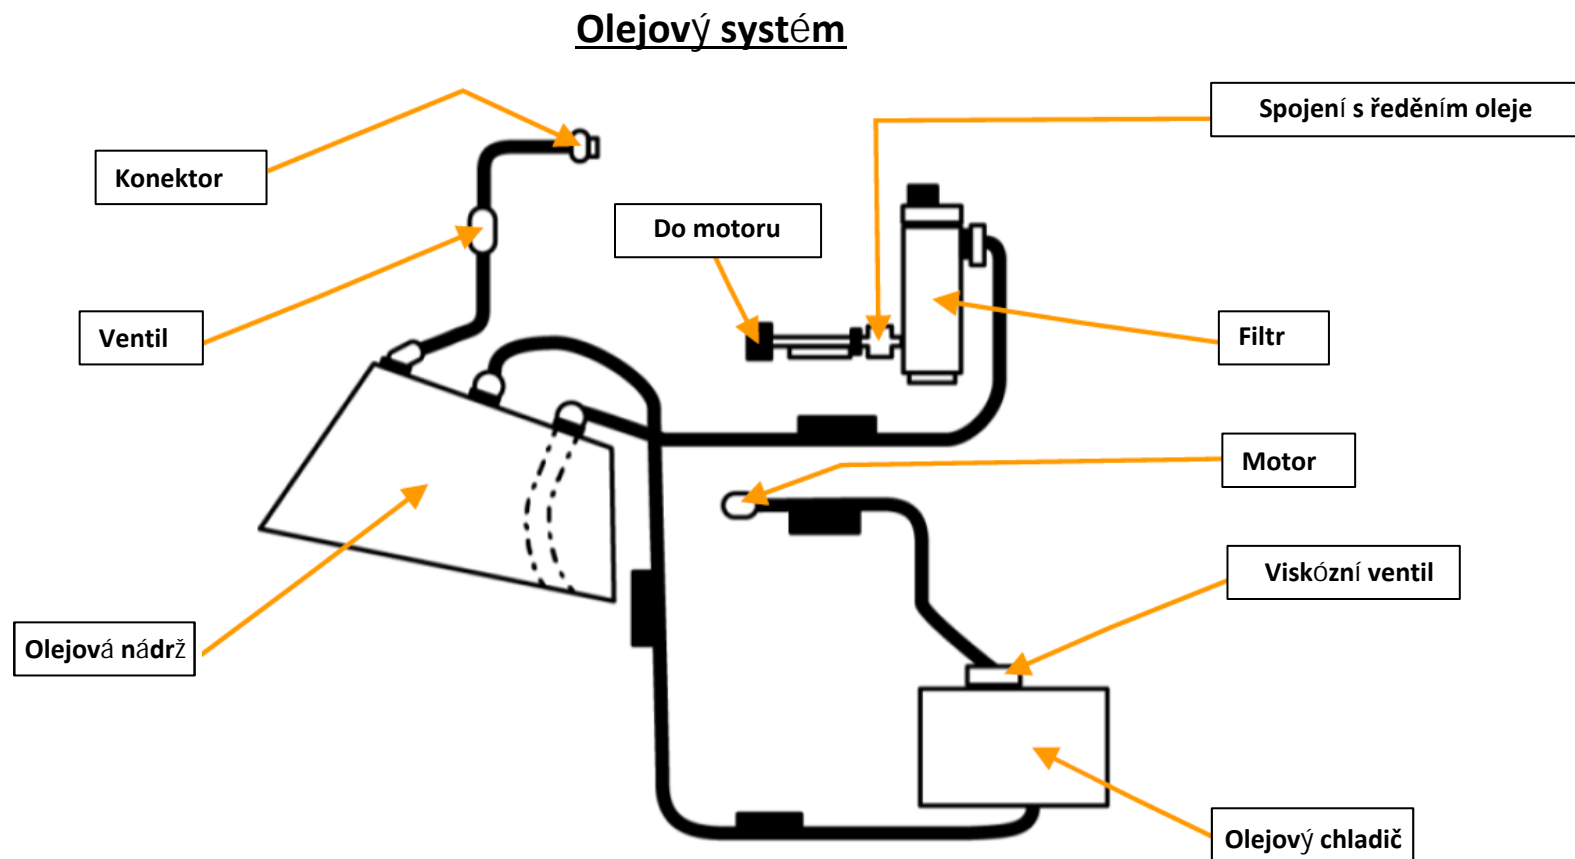 Olejový systém
Spojení s ředěním oleje
Konektor
Do motoru
Ventil
Filtr
Motor
ViskÓzní ventil
Olejová nádrž
Olejový chladič